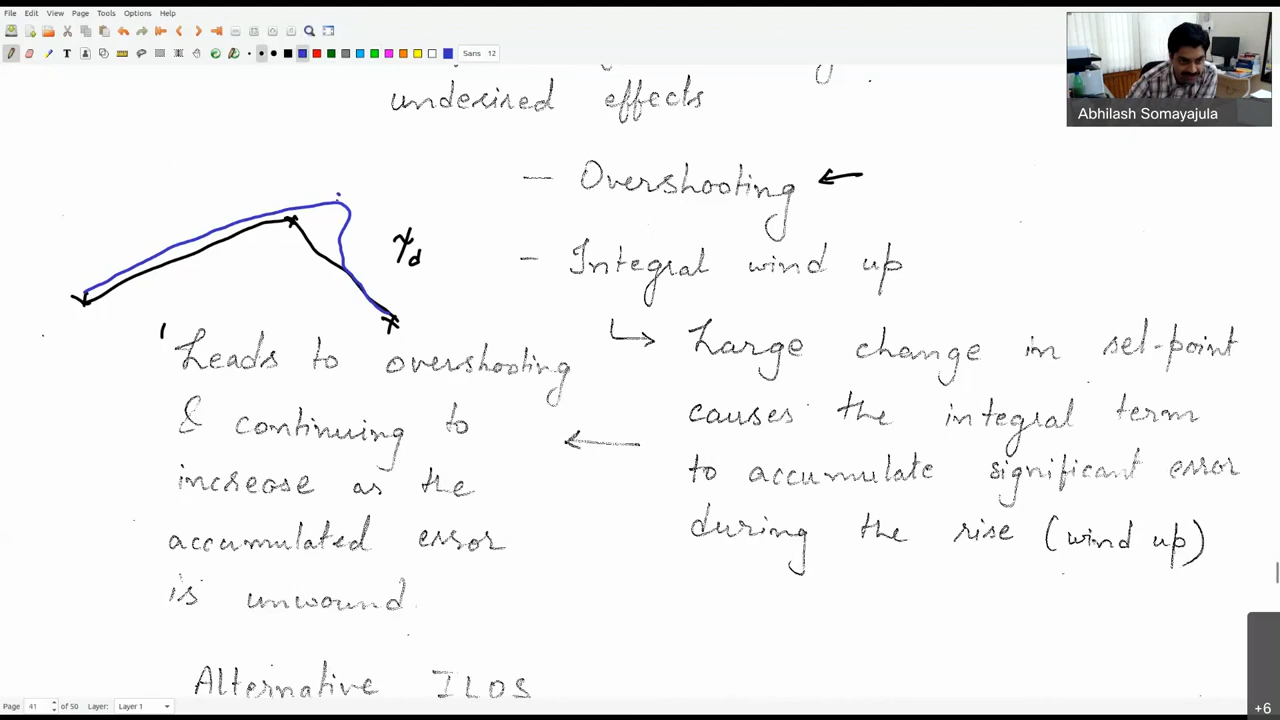 File Edit View Page Tools Options Help
T Sans 12
Abhilash Somayajula
undesired effects
— Overshooting ←
ψd
- Integral wind up
↳ Large change in set-point
causes the integral term
to accumulate significant error
during the rise (wind up)
←
Leads to overshooting
& continuing to
increase as the
accumulated error
is unwound.
Alternative ILOS
Page 41 of 50 Layer: Layer 1
+6